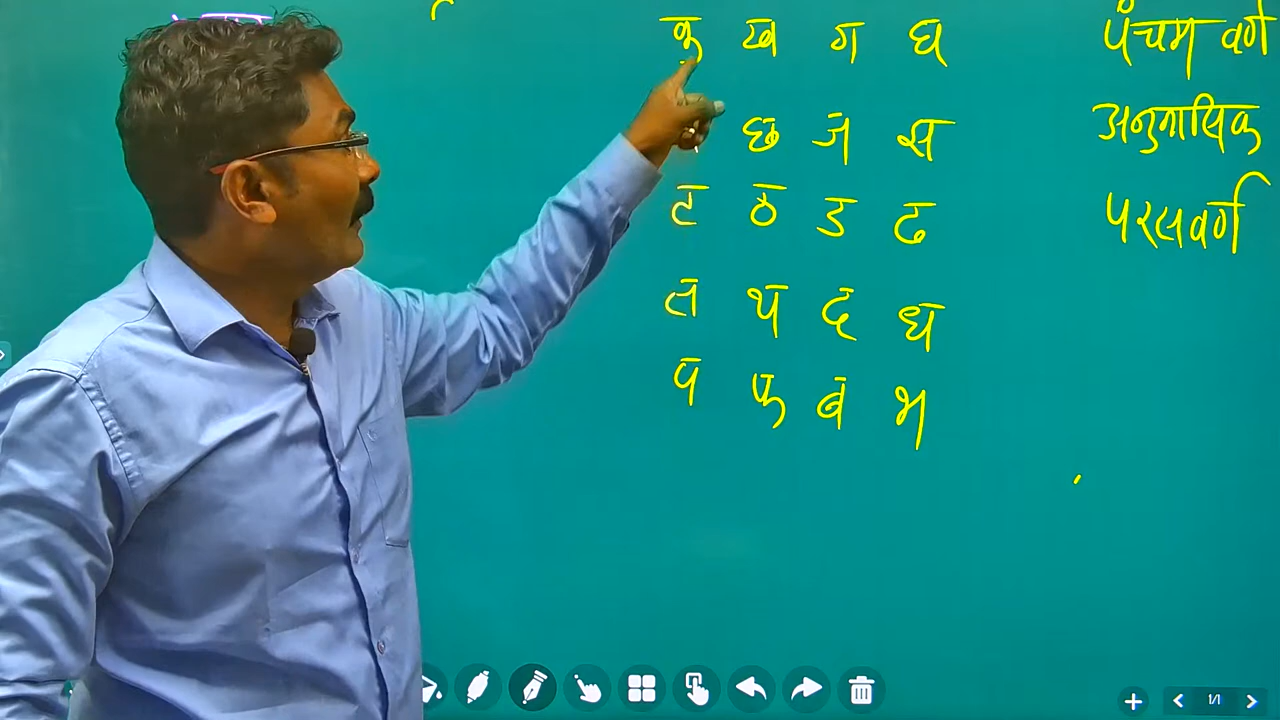 क ख ग घ पंचम वर्ण
छ ज स अनुनासिक
ट ठ ड ढ परसवर्ण
त थ द ध
प फ ब भ
1/1